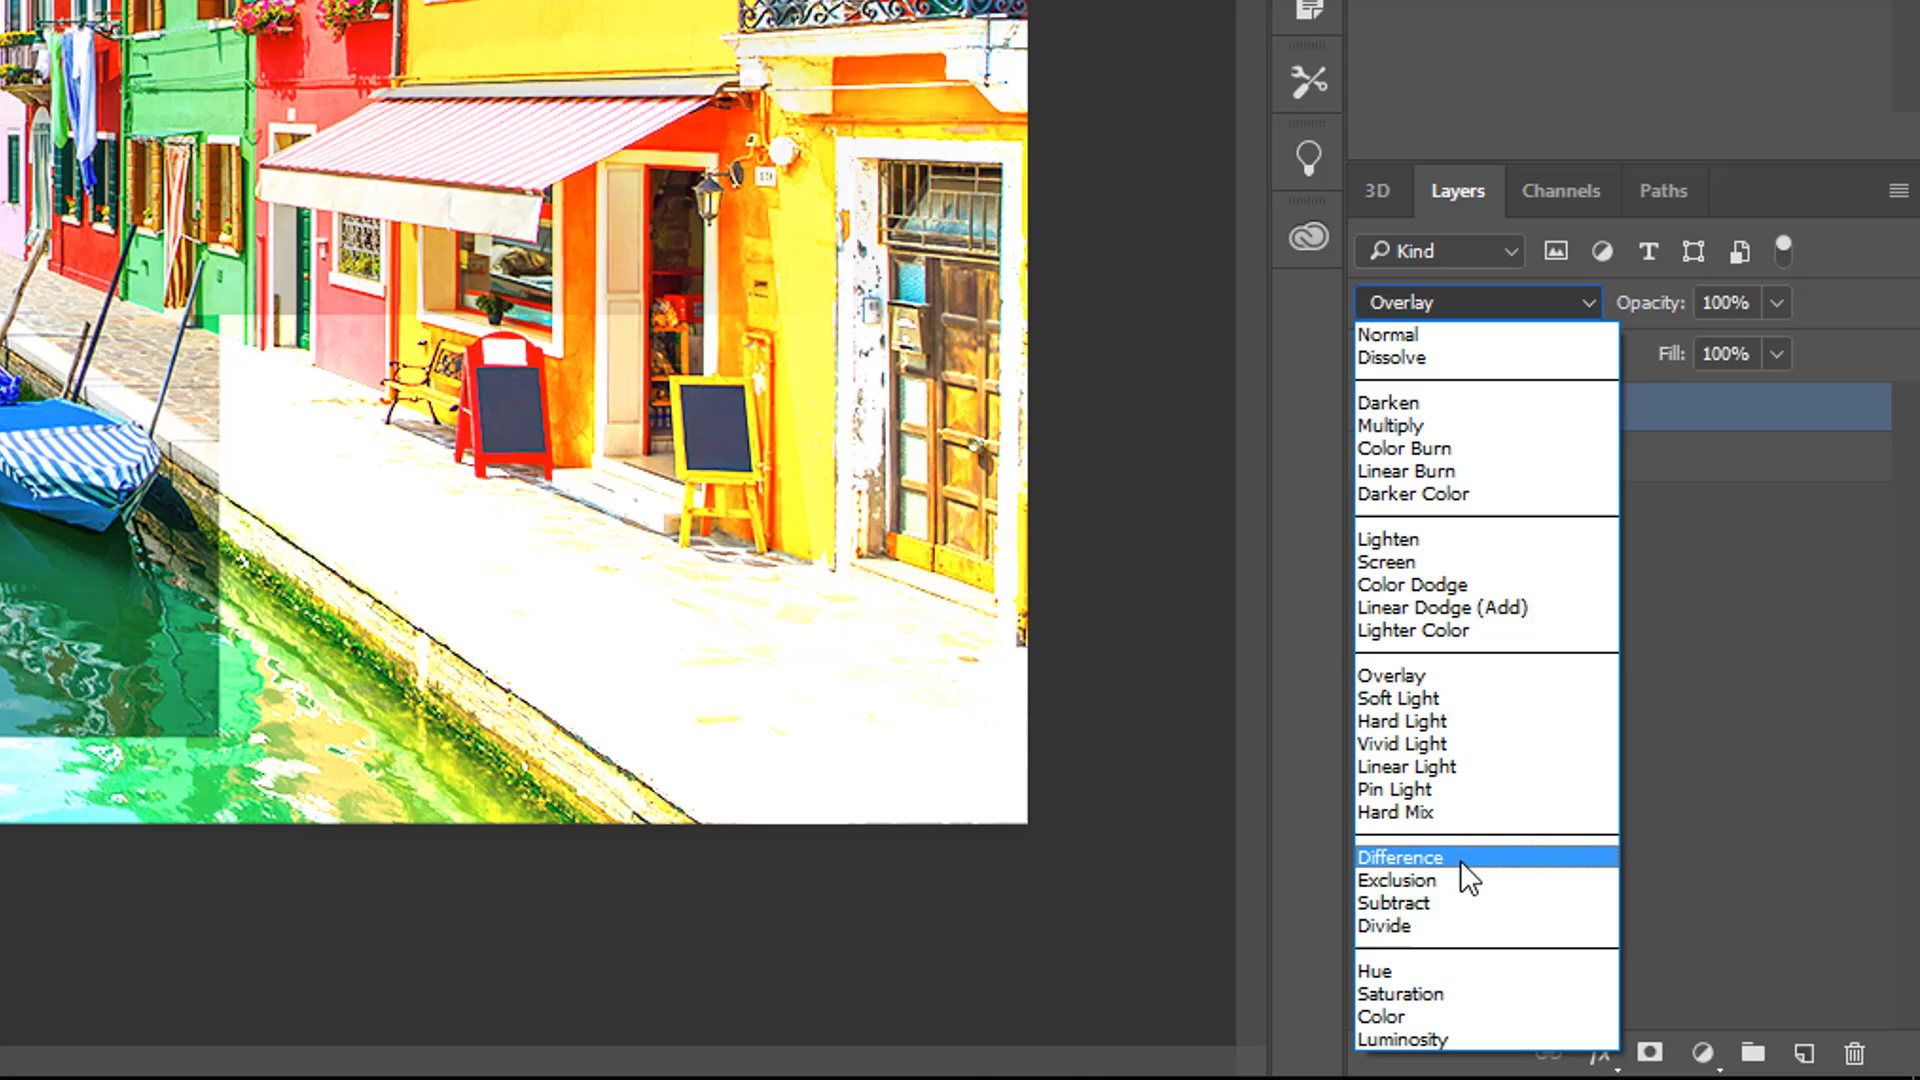 3D Layers Channels Paths
Kind
Overlay Opacity: 100%
Fill: 100%
Normal
Dissolve
Darken
Multiply
Color Burn
Linear Burn
Darker Color
Lighten
Screen
Color Dodge
Linear Dodge (Add)
Lighter Color
Overlay
Soft Light
Hard Light
Vivid Light
Linear Light
Pin Light
Hard Mix
Difference
Exclusion
Subtract
Divide
Hue
Saturation
Color
Luminosity
fx